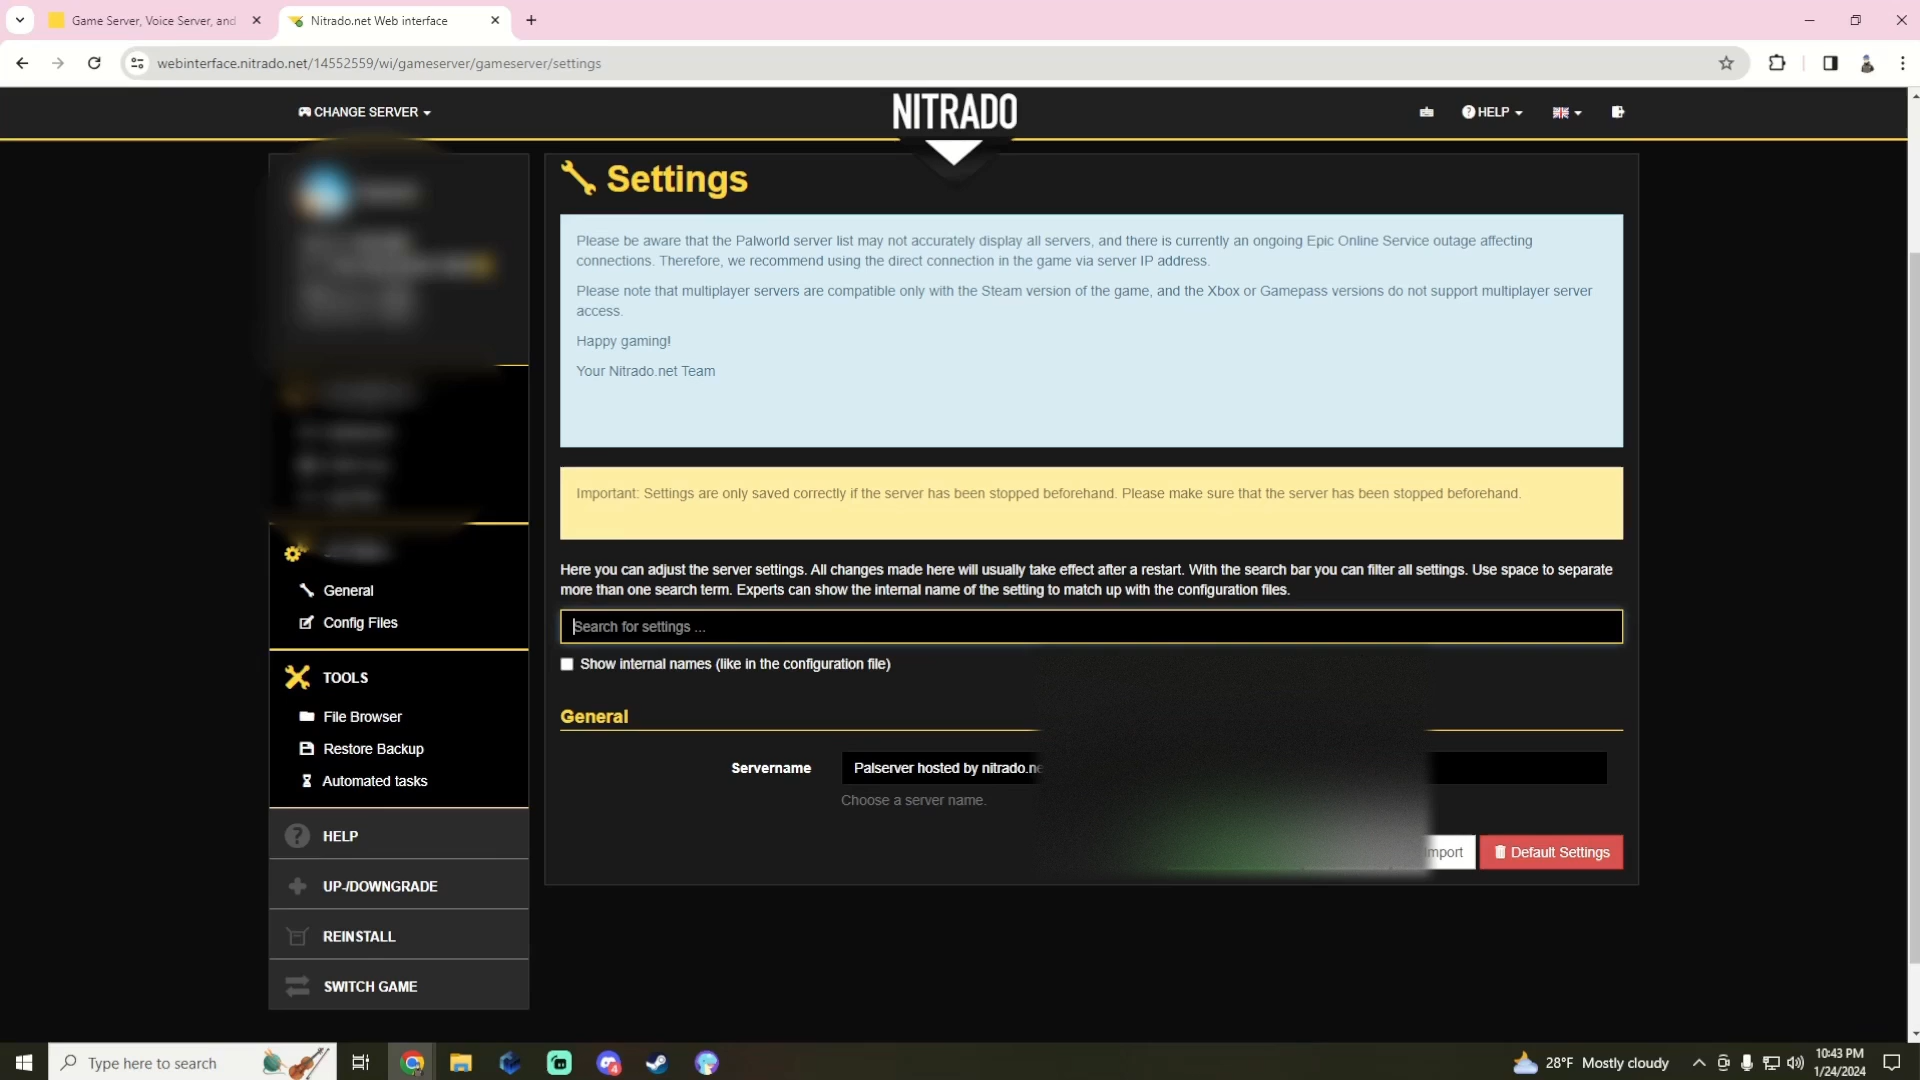 Game Server, Voice Server, and
Nitrado.net Web interface
webinterface.nitrado.net/14552559/wi/gameserver/gameserver/settings
CHANGE SERVER
NITRADO
HELP
Settings
Please be aware that the Palworld server list may not accurately display all servers, and there is currently an ongoing Epic Online Service outage affecting
connections. Therefore, we recommend using the direct connection in the game via server IP address.
Please note that multiplayer servers are compatible only with the Steam version of the game, and the Xbox or Gamepass versions do not support multiplayer server
access.
Happy gaming!
Your Nitrado.net Team
Important: Settings are only saved correctly if the server has been stopped beforehand. Please make sure that the server has been stopped beforehand.
Here you can adjust the server settings. All changes made here will usually take effect after a restart. With the search bar you can filter all settings. Use space to separate
more than one search term. Experts can show the internal name of the setting to match up with the configuration files.
Search for settings ...
Show internal names (like in the configuration file)
General
Servername
Palserver hosted by nitrado.ne
Choose a server name.
Import
Default Settings
General
Config Files
TOOLS
File Browser
Restore Backup
Automated tasks
HELP
UP-/DOWNGRADE
REINSTALL
SWITCH GAME
Type here to search
4
28°F Mostly cloudy
10:43 PM
1/24/2024